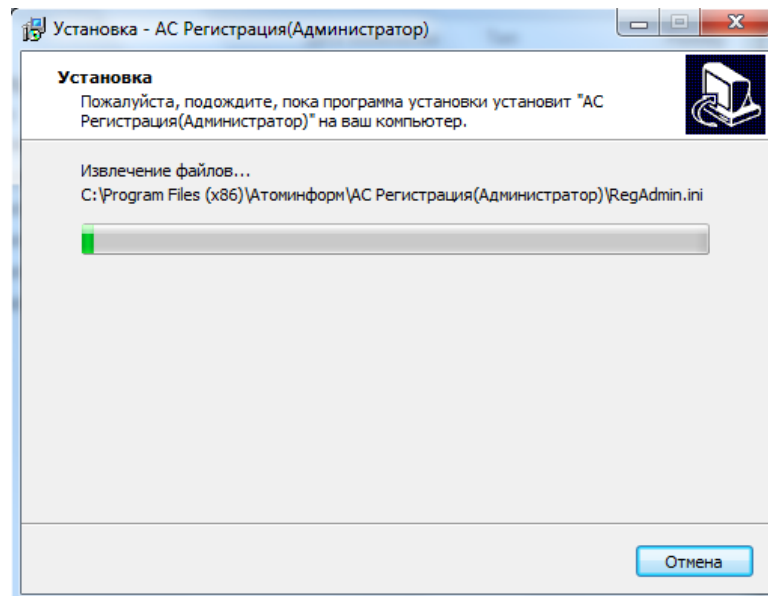 Установка - АС Регистрация(Администратор)
Установка
Пожалуйста, подождите, пока программа установки установит "АС
Регистрация(Администратор)" на ваш компьютер.
Извлечение файлов...
C:\Program Files (x86)\Атоминформ\АС Регистрация(Администратор)\RegAdmin.ini
Отмена